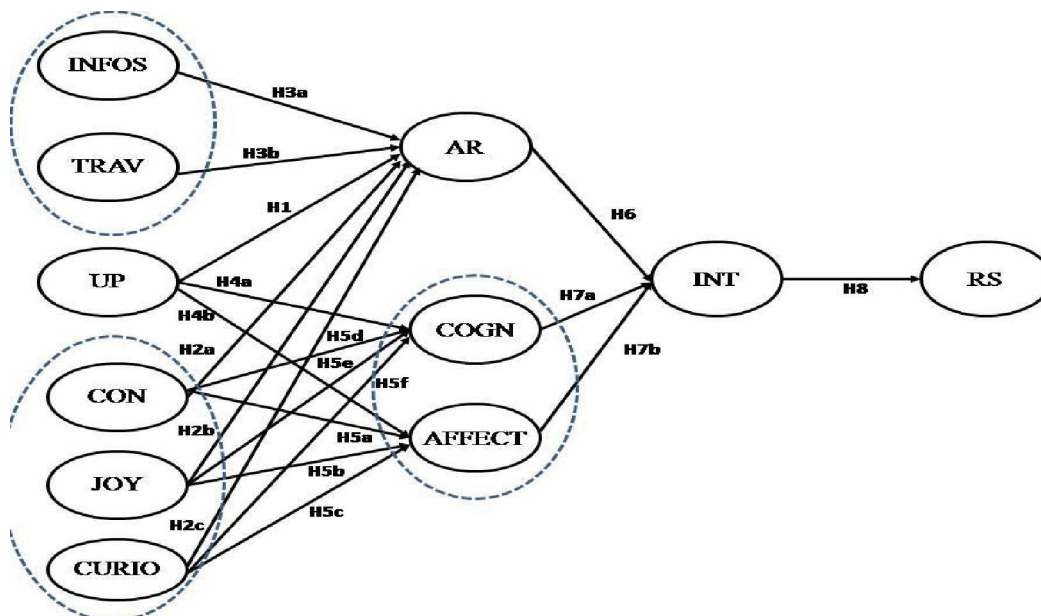 INFOS
H3a
AR
TRAV
H3b
H1
H6
UP
H4a
INT
H8
RS
H4b
COGN
H7a
H5d
H2a
H5e
H7b
H5f
CON
H2b
H5a
AFFECT
JOY
H5b
H2c
H5c
CURIO